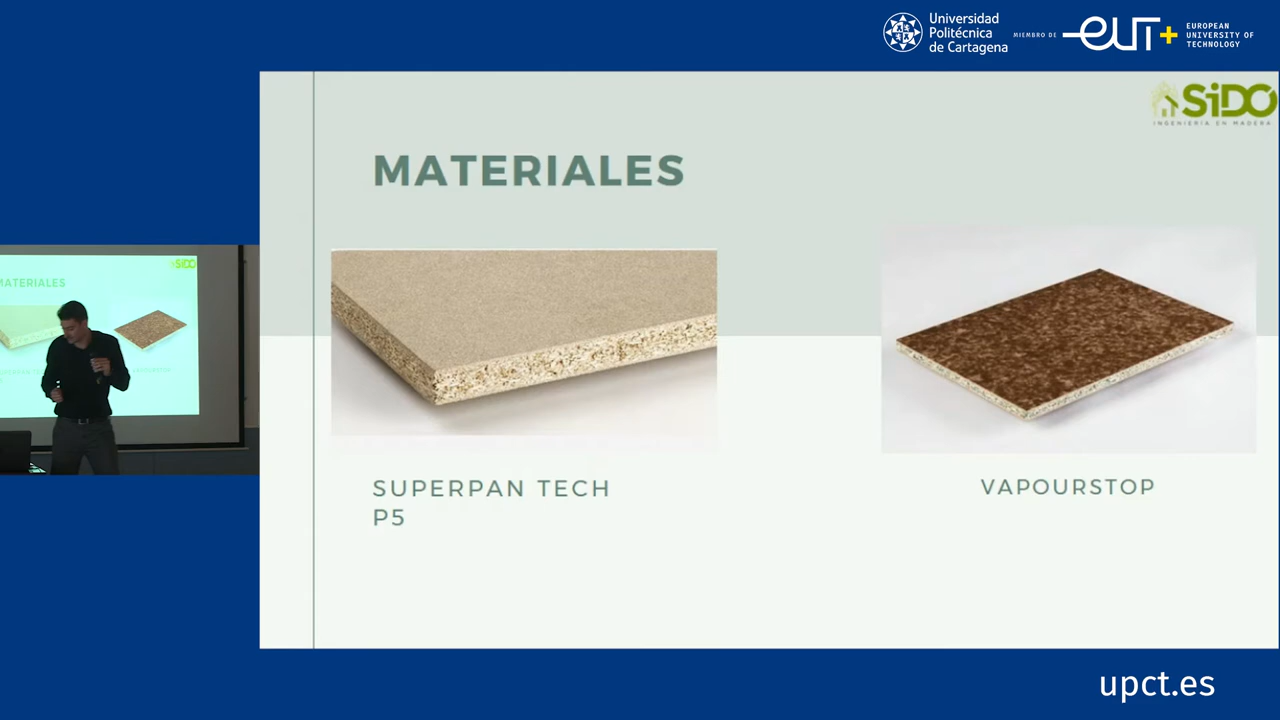 Universidad
Politécnica
de Cartagena
MIEMBRO DE
eut+
EUROPEAN
UNIVERSITY OF
TECHNOLOGY
SiDO
INGENIERÍA EN MADERA
MATERIALES
SUPERPAN TECH
P5
VAPOURSTOP
SiDO
MATERIALES
upct.es